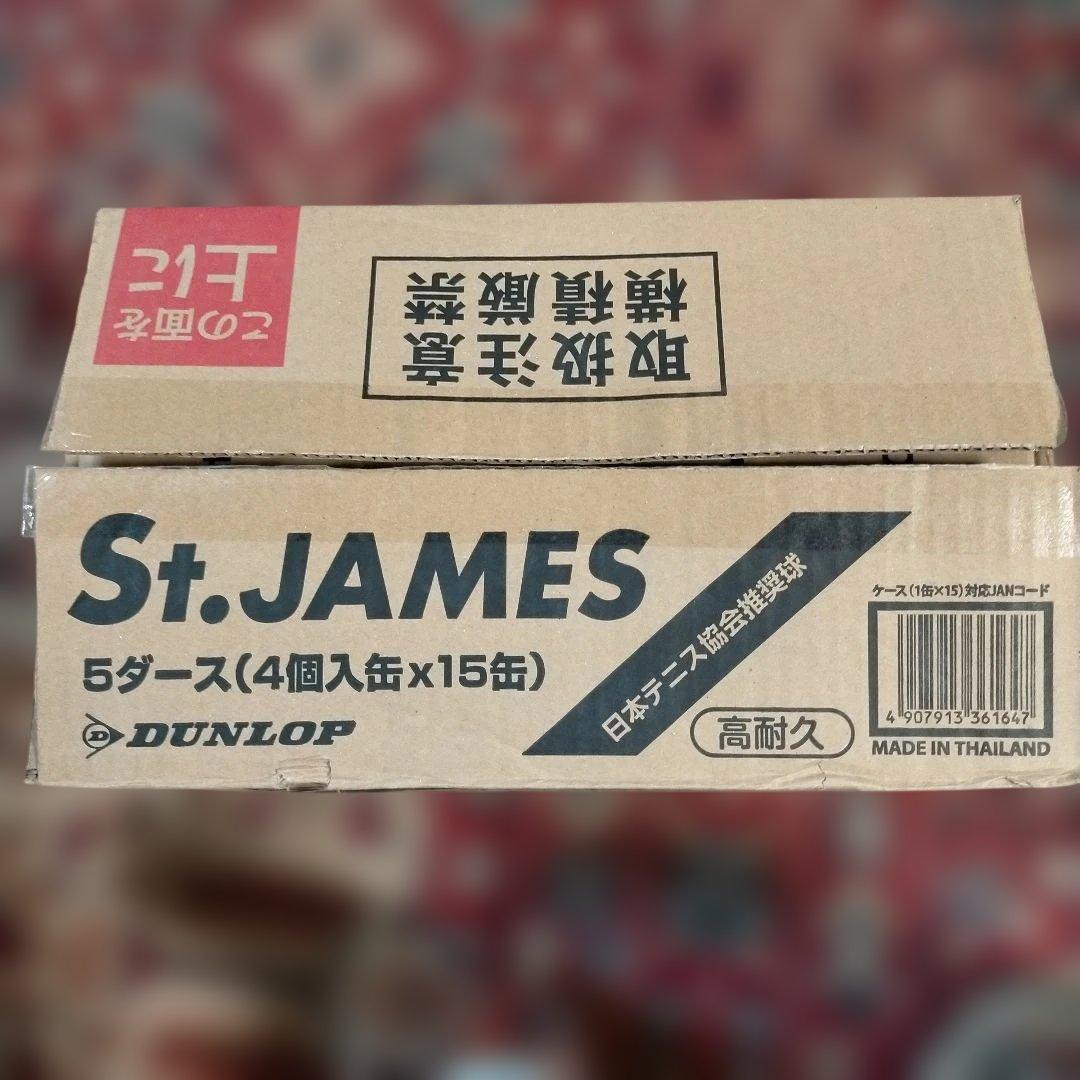 この面を
上に
取扱注意
横積厳禁
St.JAMES
5ダース(4個入缶x15缶)
DUNLOP
日本テニス協会推奨球
高耐久
ケース(1缶×15)対応JANコード
4 907913 361647
MADE IN THAILAND